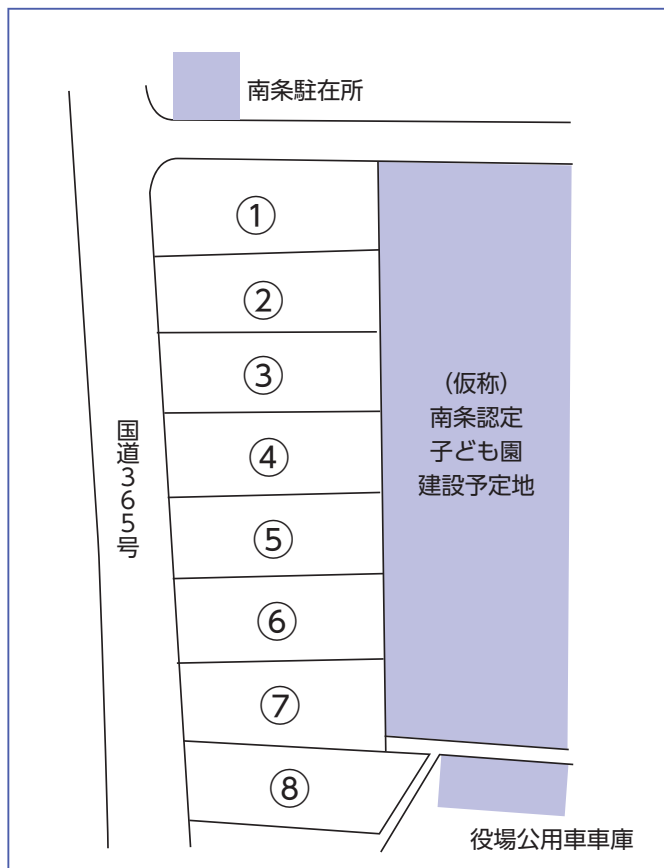 南条駐在所
①
②
③
④
⑤
⑥
⑦
⑧
国道365号
(仮称)
南条認定
子ども園
建設予定地
役場公用車車庫